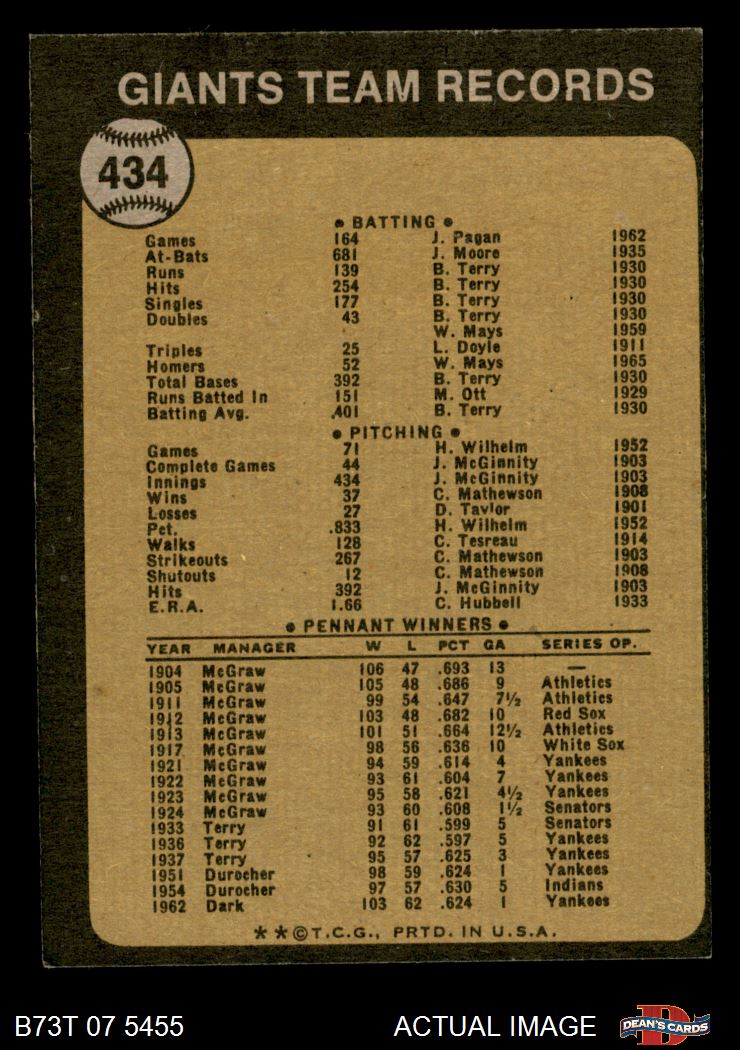 GIANTS TEAM RECORDS
434
● BATTING ●
Games 164 J. Pagan 1962
At-Bats 681 J. Moore 1935
Runs 139 B. Terry 1930
Hits 254 B. Terry 1930
Singles 177 B. Terry 1930
Doubles 43 B. Terry 1930
W. Mays 1959
Triples 25 L. Doyle 1911
Homers 52 W. Mays 1965
Total Bases 392 B. Terry 1930
Runs Batted In 151 M. Ott 1929
Batting Avg. .401 B. Terry 1930
● PITCHING ●
Games 71 H. Wilhelm 1952
Complete Games 44 J. McGinnity 1903
Innings 434 J. McGinnity 1903
Wins 37 C. Mathewson 1908
Losses 27 D. Taylor 1901
Pct. .833 H. Wilhelm 1952
Walks 128 C. Tesreau 1914
Strikeouts 267 C. Mathewson 1903
Shutouts 12 C. Mathewson 1908
Hits 392 J. McGinnity 1903
E.R.A. 1.66 C. Hubbell 1933
● PENNANT WINNERS ●
YEAR MANAGER W L PCT GA SERIES OP.
1904 McGraw 106 47 .693 13 —
1905 McGraw 105 48 .686 9 Athletics
1911 McGraw 99 54 .647 7½ Athletics
1912 McGraw 103 48 .682 10 Red Sox
1913 McGraw 101 51 .664 12½ Athletics
1917 McGraw 98 56 .636 10 White Sox
1921 McGraw 94 59 .614 4 Yankees
1922 McGraw 93 61 .604 7 Yankees
1923 McGraw 95 58 .621 4½ Yankees
1924 McGraw 93 60 .608 1½ Senators
1933 Terry 91 61 .599 5 Senators
1936 Terry 92 62 .597 5 Yankees
1937 Terry 95 57 .625 3 Yankees
1951 Durocher 98 59 .624 1 Yankees
1954 Durocher 97 57 .630 5 Indians
1962 Dark 103 62 .624 1 Yankees
★★©T.C.G., PRTD. IN U.S.A.
B73T 07 5455 ACTUAL IMAGE
D
DEAN'S CARDS